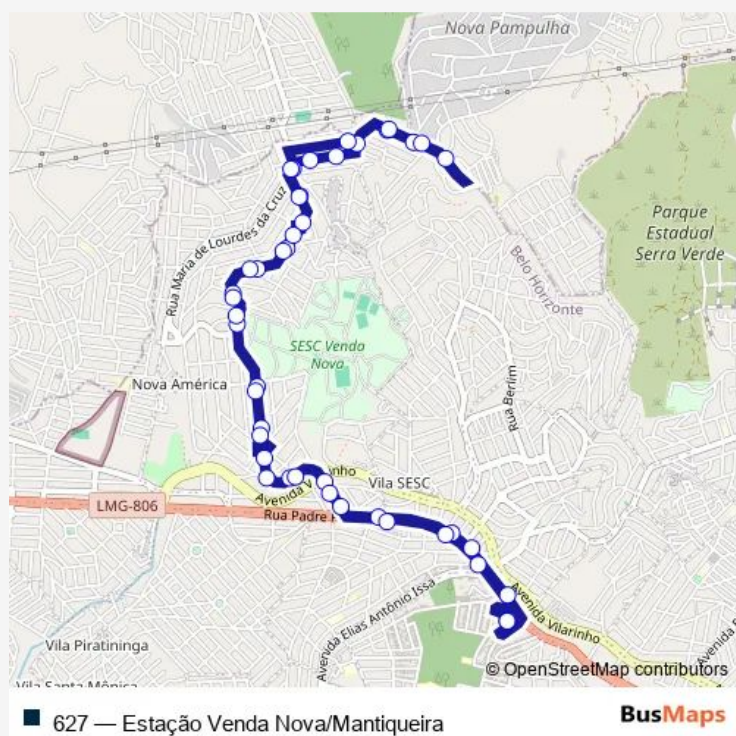 Nova Pampulha
Rua Maria de Lourdes da Cruz
Parque
Estadual
Serra Verde
Belo Horizonte
SESC Venda
Nova
Nova América
Rua Berlim
Vila SESC
LMG-806
Rua Padre
Avenida Elias Antônio Issa
Avenida Vilarinho
Vila Piratininga
Vila Santa Mônica
© OpenStreetMap contributors
627 — Estação Venda Nova/Mantiqueira
BusMaps